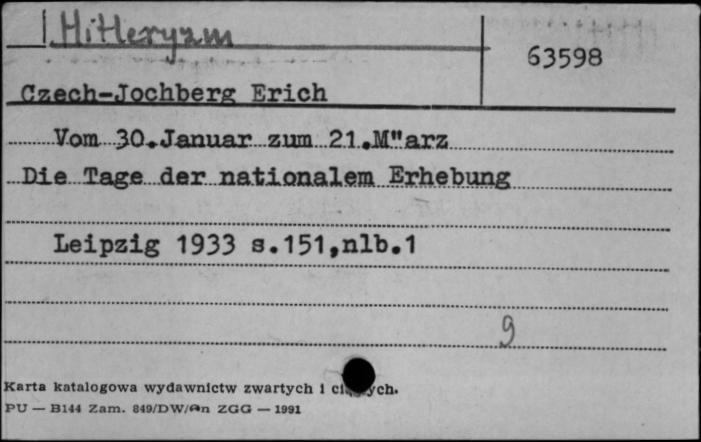 Hitleryzm
63598
Czech-Jochberg Erich
Vom 30.Januar zum 21.M"arz
Die Tage der nationalem Erhebung
Leipzig 1933 s.151,nlb.1
9
Karta katalogowa wydawnictw zwartych i
PU — B144 Zam. 849/DW/An ZGG — 1991